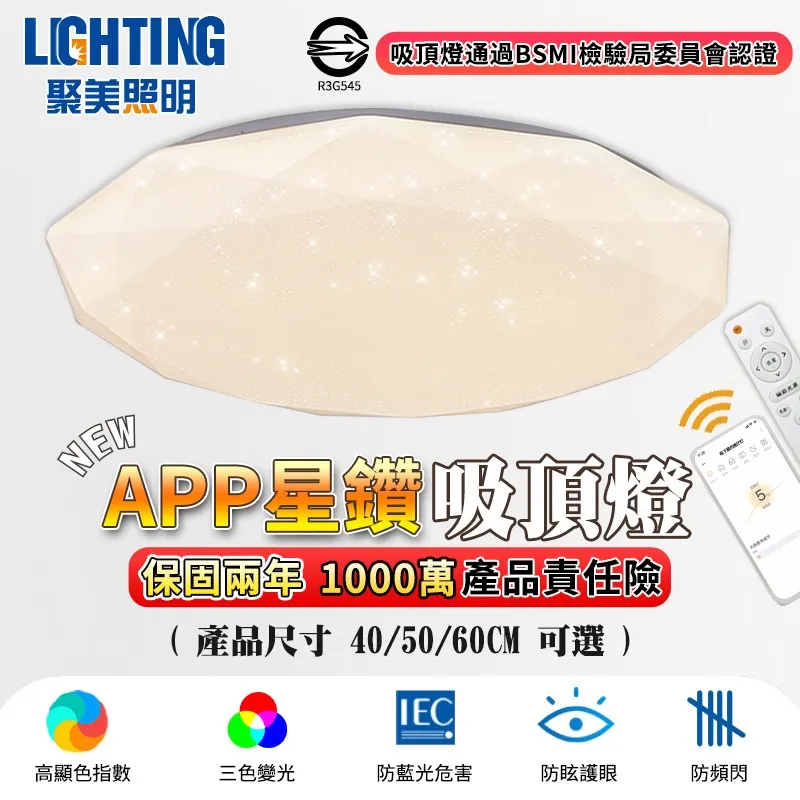 LIGHTING
聚美照明
R3G545
吸頂燈通過BSMI檢驗局委員會認證
NEW
APP星鑽吸頂燈
保固兩年 1000萬產品責任險
( 產品尺寸 40/50/60CM 可選 )
IEC
高顯色指數
三色變光
防藍光危害
防眩護眼
防頻閃